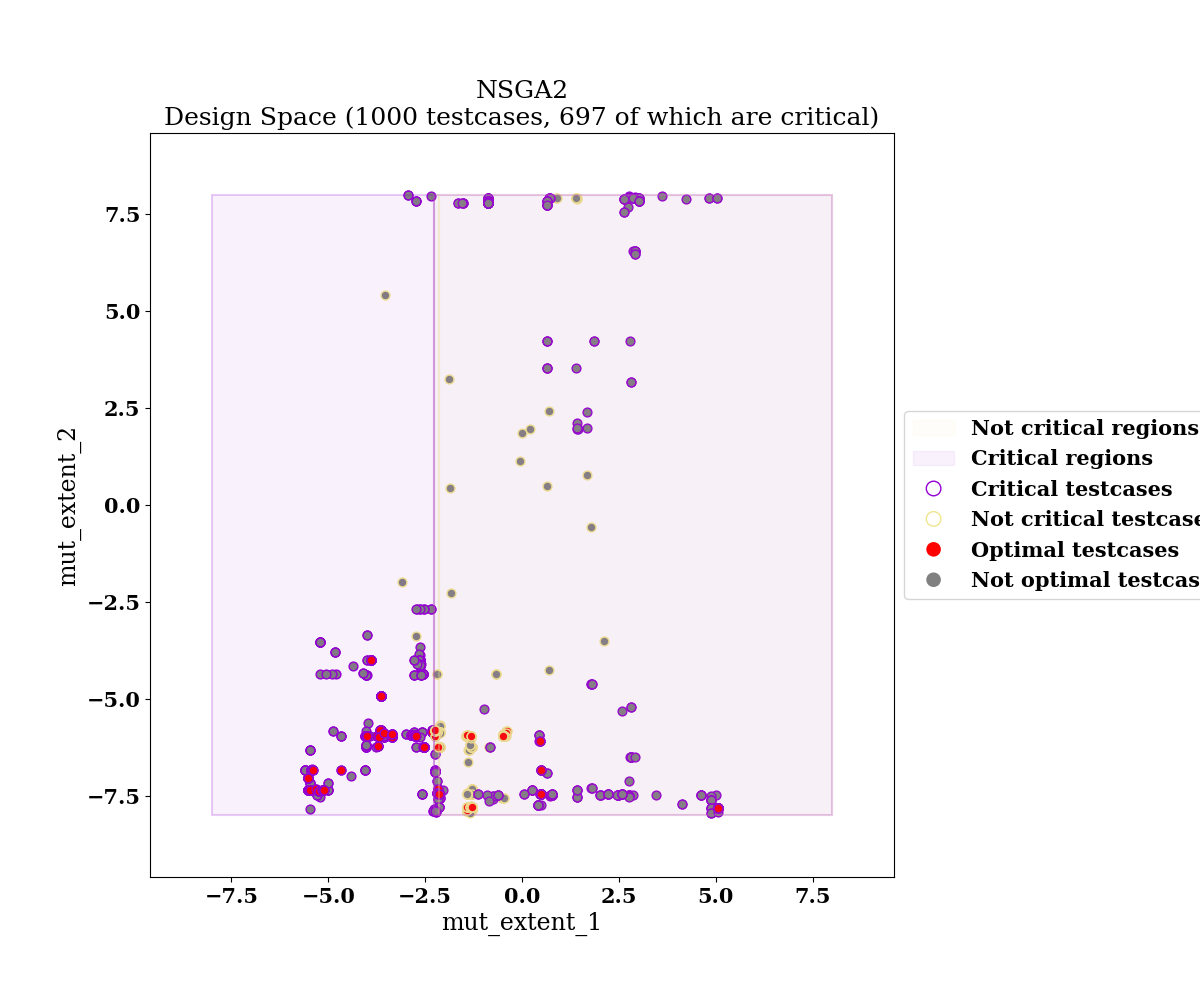 NSGA2
Design Space (1000 testcases, 697 of which are critical)
7.5
5.0
2.5
0.0
−2.5
−5.0
−7.5
mut_extent_2
−7.5 −5.0 −2.5 0.0 2.5 5.0 7.5
mut_extent_1
Not critical regions
Critical regions
Critical testcases
Not critical testcase
Optimal testcases
Not optimal testcas